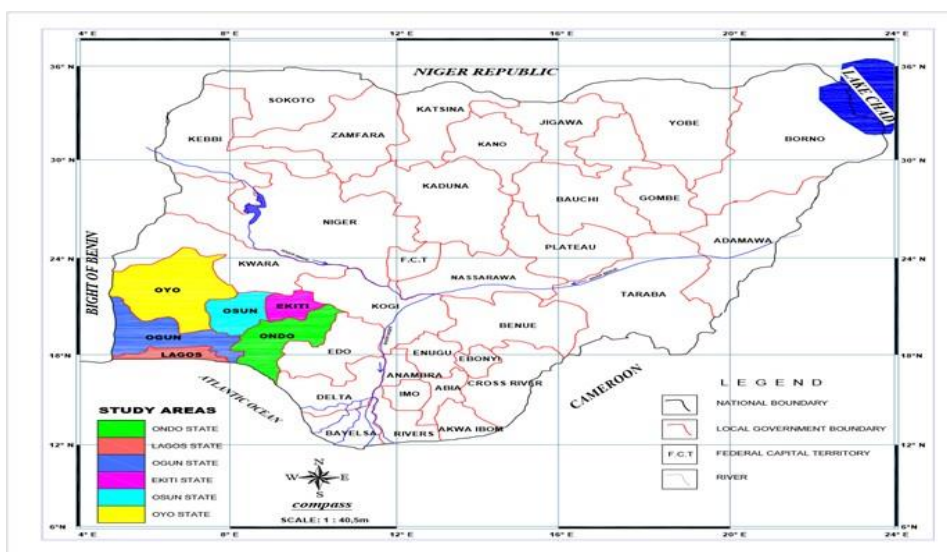 4° E 8° E 12° E 16° E 20° E 24° E
36° N 36° N
NIGER REPUBLIC
LAKE CHAD
SOKOTO
KATSINA
JIGAWA
YOBE
KEBBI
ZAMFARA
KANO
BORNO
30° N 30° N
KADUNA
BAUCHI
GOMBE
NIGER
ADAMAWA
PLATEAU
24° N 24° N
KWARA
F.C.T
NASSARAWA
BIGHT OF BENIN
OYO
TARABA
OSUN
EKITI
KOGI
BENUE
OGUN
ONDO
LAGOS
EDO
ENUGU
EBONYI
18° N 18° N
ANAMBRA
CROSS RIVER
ATLANTIC OCEAN
IMO
ABIA
CAMEROON
DELTA
BAYELSA
RIVERS
AKWA IBOM
LEGEND
NATIONAL BOUNDARY
LOCAL GOVERNMENT BOUNDARY
F.C.T FEDERAL CAPITAL TERRITORY
RIVER
STUDY AREAS
ONDO STATE
LAGOS STATE
OGUN STATE
EKITI STATE
OSUN STATE
OYO STATE
12° N 12° N
N
W E
S
compass
SCALE: 1 : 40,5m
6° N 6° N
4° E 8° E 12° E 16° E 20° E 24° E